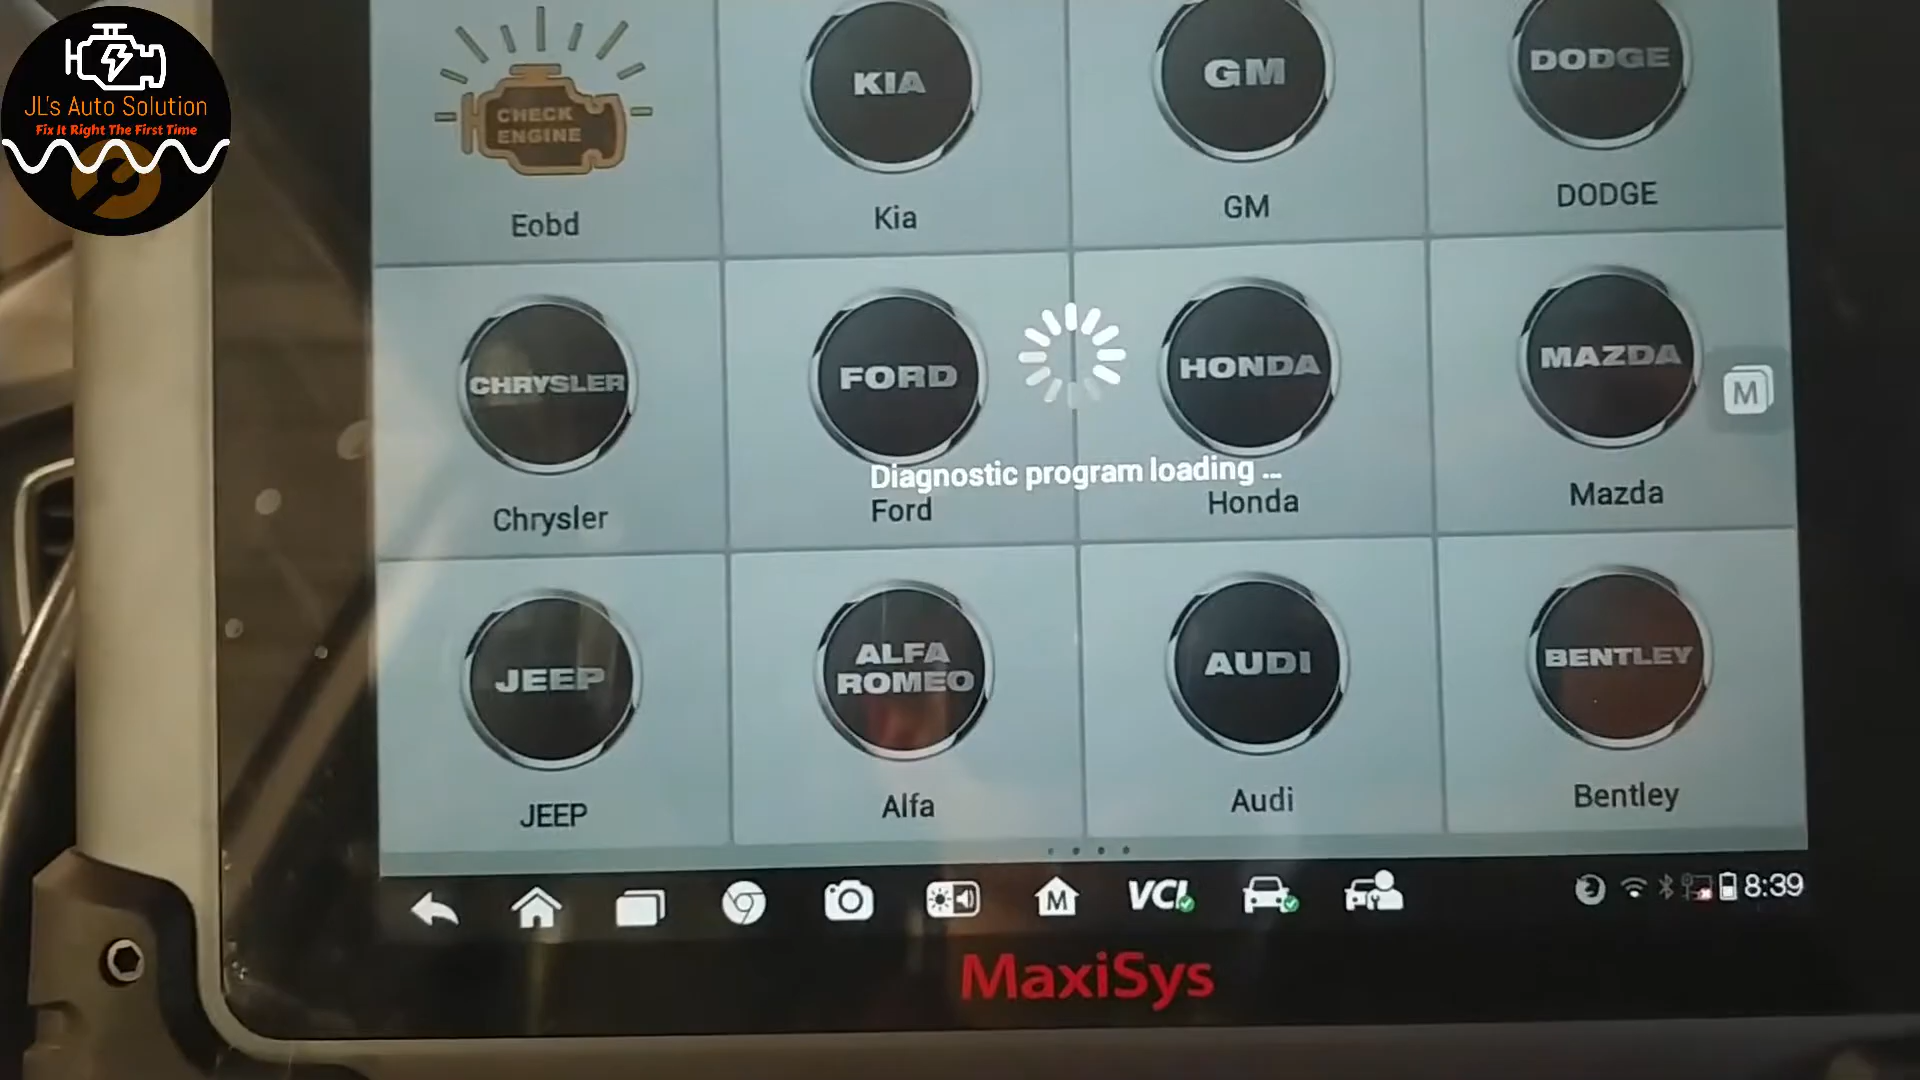 JL's Auto Solution
Fix It Right The First Time
CHECK
ENGINE
Eobd
KIA
Kia
GM
GM
DODGE
DODGE
CHRYSLER
Chrysler
FORD
Ford
HONDA
Honda
MAZDA
Mazda
M
Diagnostic program loading ...
JEEP
JEEP
ALFA
ROMEO
Alfa
AUDI
Audi
BENTLEY
Bentley
M
VCI
8:39
MaxiSys